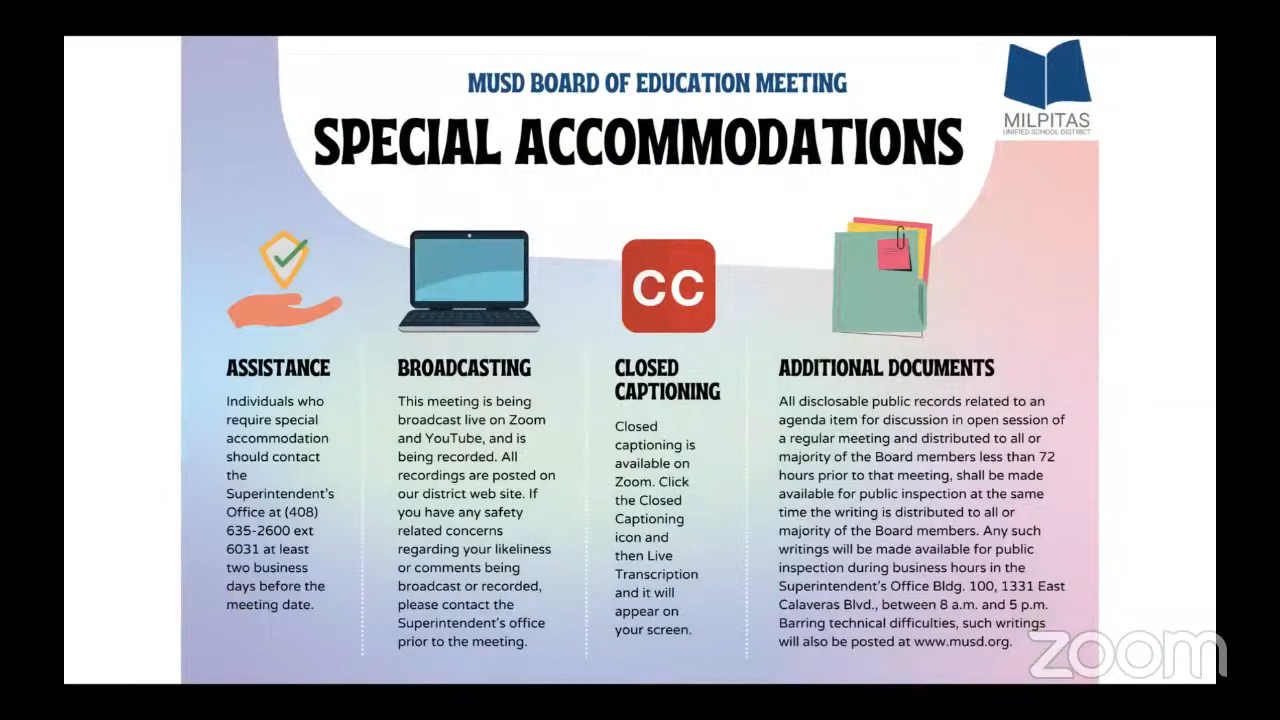 MUSD BOARD OF EDUCATION MEETING
SPECIAL ACCOMMODATIONS
MILPITAS
UNIFIED SCHOOL DISTRICT
CC
ASSISTANCE
Individuals who
require special
accommodation
should contact
the
Superintendent's
Office at (408)
635-2600 ext
6031 at least
two business
days before the
meeting date.
BROADCASTING
This meeting is being
broadcast live on Zoom
and YouTube, and is
being recorded. All
recordings are posted on
our district web site. If
you have any safety
related concerns
regarding your likeliness
or comments being
broadcast or recorded,
please contact the
Superintendent's office
prior to the meeting.
CLOSED
CAPTIONING
Closed
captioning is
available on
Zoom. Click
the Closed
Captioning
icon and
then Live
Transcription
and it will
appear on
your screen.
ADDITIONAL DOCUMENTS
All disclosable public records related to an
agenda item for discussion in open session of
a regular meeting and distributed to all or
majority of the Board members less than 72
hours prior to that meeting, shall be made
available for public inspection at the same
time the writing is distributed to all or
majority of the Board members. Any such
writings will be made available for public
inspection during business hours in the
Superintendent's Office Bldg. 100, 1331 East
Calaveras Blvd., between 8 a.m. and 5 p.m.
Barring technical difficulties, such writings
will also be posted at www.musd.org.
zoom